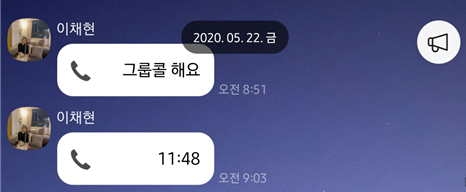 이채현
2020. 05. 22. 금
그룹콜 해요
오전 8:51
이채현
11:48
오전 9:03